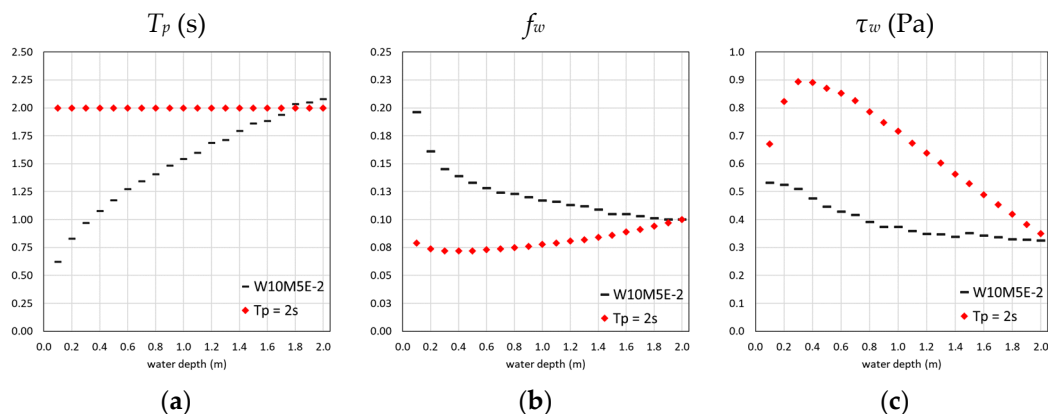 Tp (s)
2.50
2.25
2.00
1.75
1.50
1.25
1.00
0.75
0.50
0.25
0.00
W10M5E-2
Tp = 2s
0.0 0.2 0.4 0.6 0.8 1.0 1.2 1.4 1.6 1.8 2.0
water depth (m)
(a)
fw
0.25
0.23
0.20
0.18
0.15
0.13
0.10
0.08
0.05
0.03
0.00
W10M5E-2
Tp = 2s
0.0 0.2 0.4 0.6 0.8 1.0 1.2 1.4 1.6 1.8 2.0
water depth (m)
(b)
τw (Pa)
1.0
0.9
0.8
0.7
0.6
0.5
0.4
0.3
0.2
0.1
0.0
W10M5E-2
Tp = 2s
0.0 0.2 0.4 0.6 0.8 1.0 1.2 1.4 1.6 1.8 2.0
water depth (m)
(c)